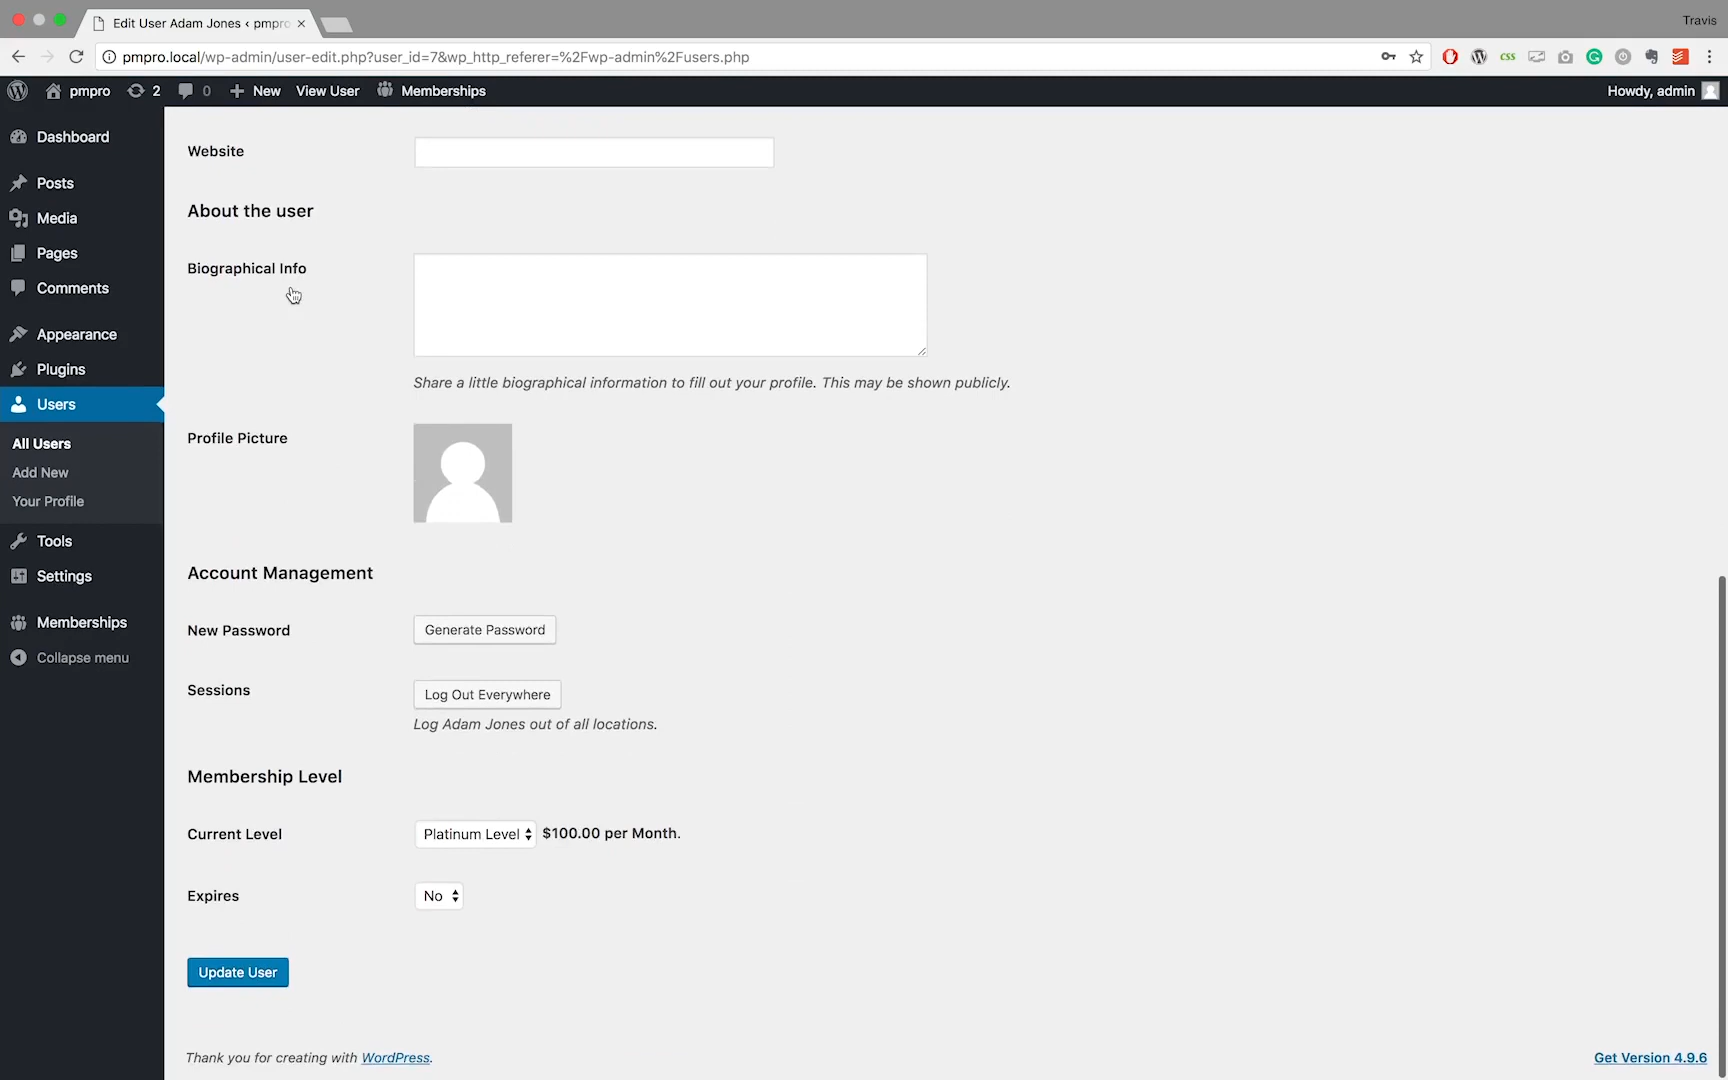 Edit User Adam Jones ‹ pmpro
Travis
pmpro.local/wp-admin/user-edit.php?user_id=7&wp_http_referer=%2Fwp-admin%2Fusers.php
css
pmpro 2 0 New View User Memberships Howdy, admin
Dashboard
Posts
Media
Pages
Comments
Appearance
Plugins
Users
All Users
Add New
Your Profile
Tools
Settings
Memberships
Collapse menu
Website
About the user
Biographical Info
Share a little biographical information to fill out your profile. This may be shown publicly.
Profile Picture
Account Management
New Password Generate Password
Sessions Log Out Everywhere
Log Adam Jones out of all locations.
Membership Level
Current Level Platinum Level $100.00 per Month.
Expires No
Update User
Thank you for creating with WordPress. Get Version 4.9.6